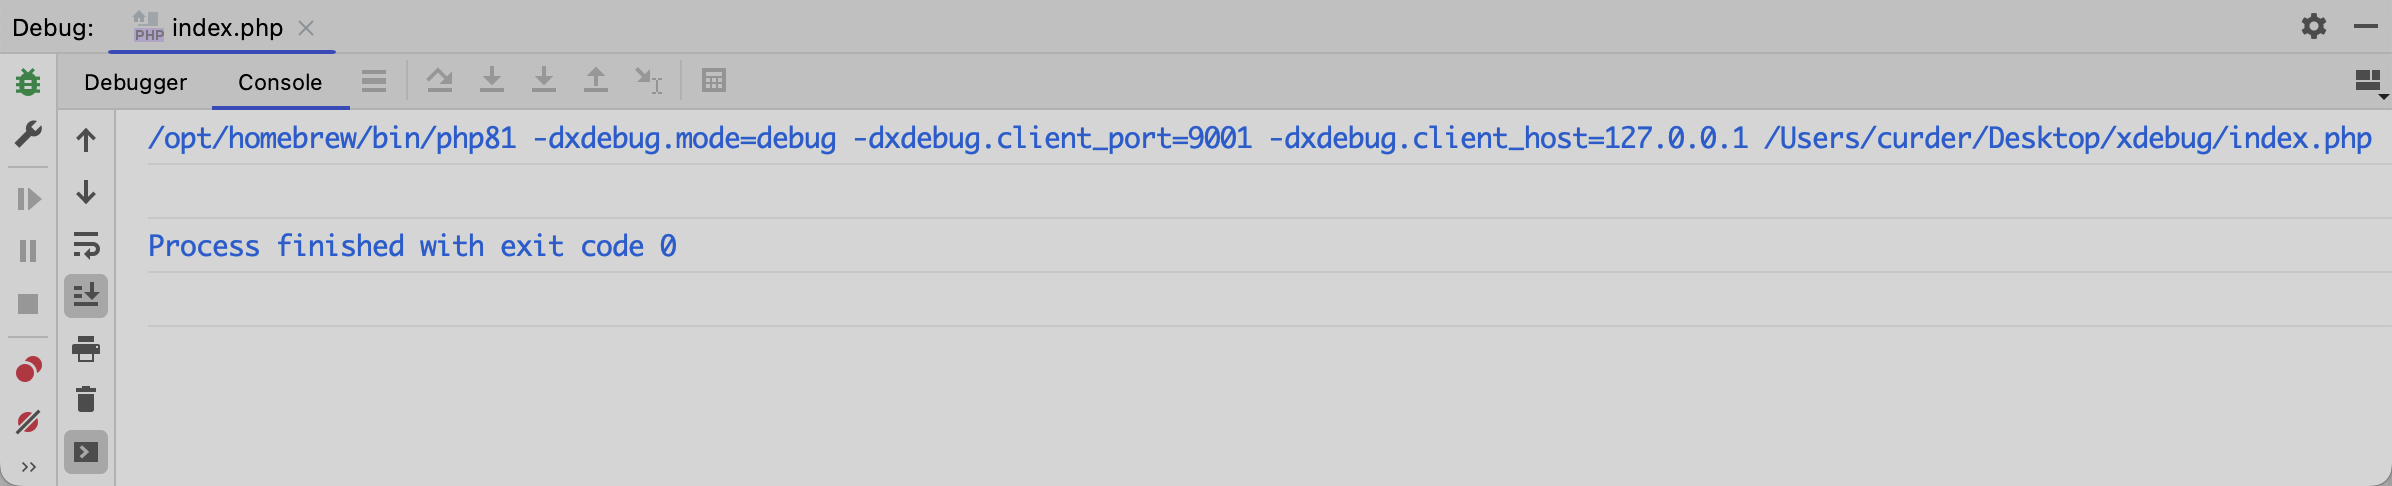 Debug: PHP index.php
Debugger Console
/opt/homebrew/bin/php81 -dxdebug.mode=debug -dxdebug.client_port=9001 -dxdebug.client_host=127.0.0.1 /Users/curder/Desktop/xdebug/index.php
Process finished with exit code 0